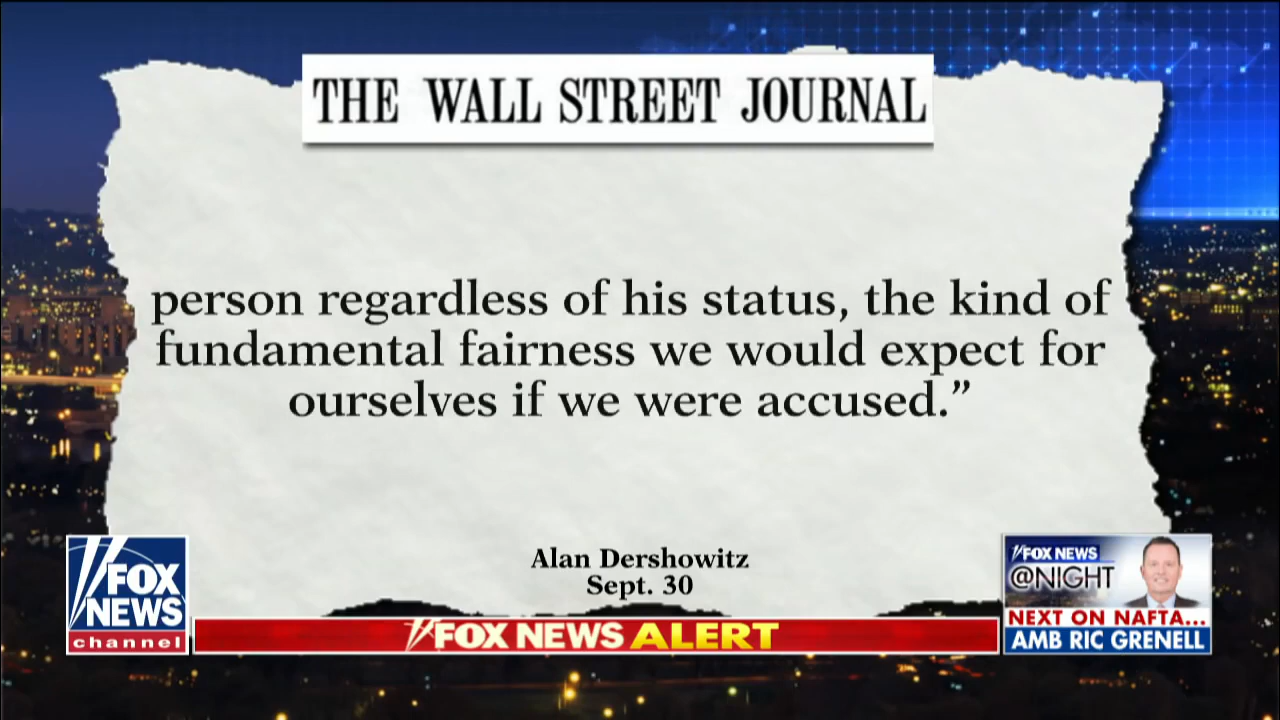 THE WALL STREET JOURNAL
person regardless of his status, the kind of
fundamental fairness we would expect for
ourselves if we were accused.”
Alan Dershowitz
Sept. 30
FOX
NEWS
channel
FOX NEWS ALERT
FOX NEWS
@NIGHT
NEXT ON NAFTA...
AMB RIC GRENELL